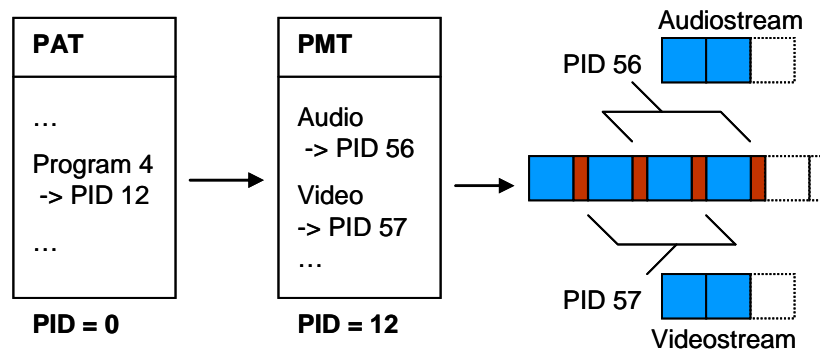 PAT
…
Program 4
-> PID 12
…
PID = 0
PMT
Audio
-> PID 56
Video
-> PID 57
…
PID = 12
Audiostream
PID 56
PID 57
Videostream